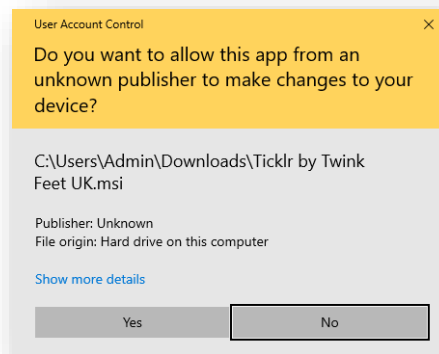 User Account Control
Do you want to allow this app from an
unknown publisher to make changes to your
device?
C:\Users\Admin\Downloads\Ticklr by Twink
Feet UK.msi
Publisher: Unknown
File origin: Hard drive on this computer
Show more details
Yes
No